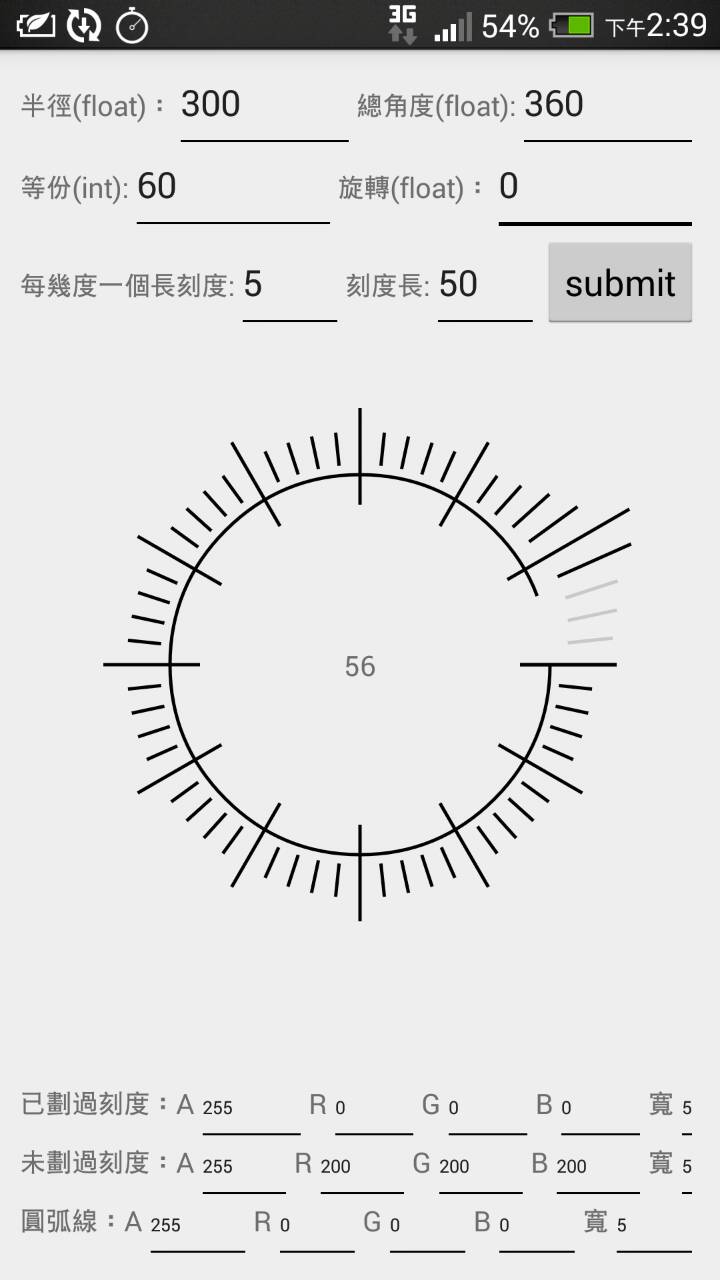 3G 54% 下午2:39
半徑(float)： 300 總角度(float): 360
等份(int): 60 旋轉(float)： 0
每幾度一個長刻度: 5 刻度長: 50 submit
56
已劃過刻度：A 255 R 0 G 0 B 0 寬 5
未劃過刻度：A 255 R 200 G 200 B 200 寬 5
圓弧線：A 255 R 0 G 0 B 0 寬 5